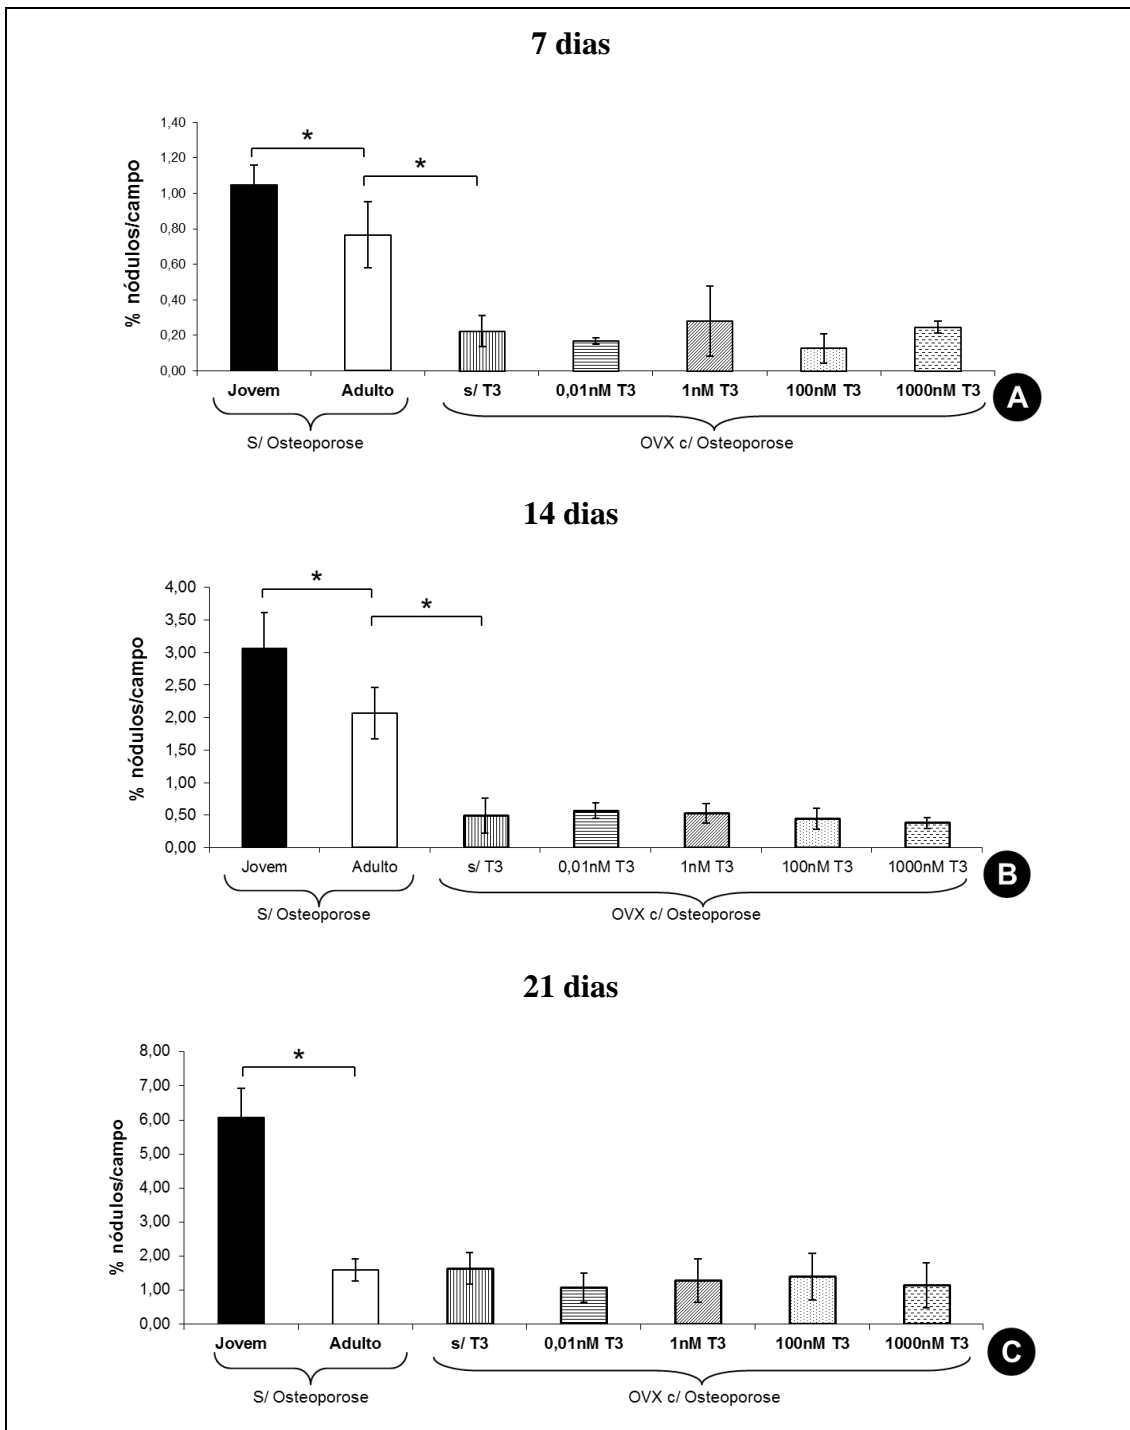 7 dias
% nódulos/campo
1,40
1,20
1,00
0,80
0,60
0,40
0,20
0,00
*
*
Jovem Adulto s/ T3 0,01nM T3 1nM T3 100nM T3 1000nM T3
A
S/ Osteoporose OVX c/ Osteoporose
14 dias
% nódulos/campo
4,00
3,50
3,00
2,50
2,00
1,50
1,00
0,50
0,00
*
*
Jovem Adulto s/ T3 0,01nM T3 1nM T3 100nM T3 1000nM T3
B
S/ Osteoporose OVX c/ Osteoporose
21 dias
% nódulos/campo
8,00
7,00
6,00
5,00
4,00
3,00
2,00
1,00
0,00
*
Jovem Adulto s/ T3 0,01nM T3 1nM T3 100nM T3 1000nM T3
C
S/ Osteoporose OVX c/ Osteoporose